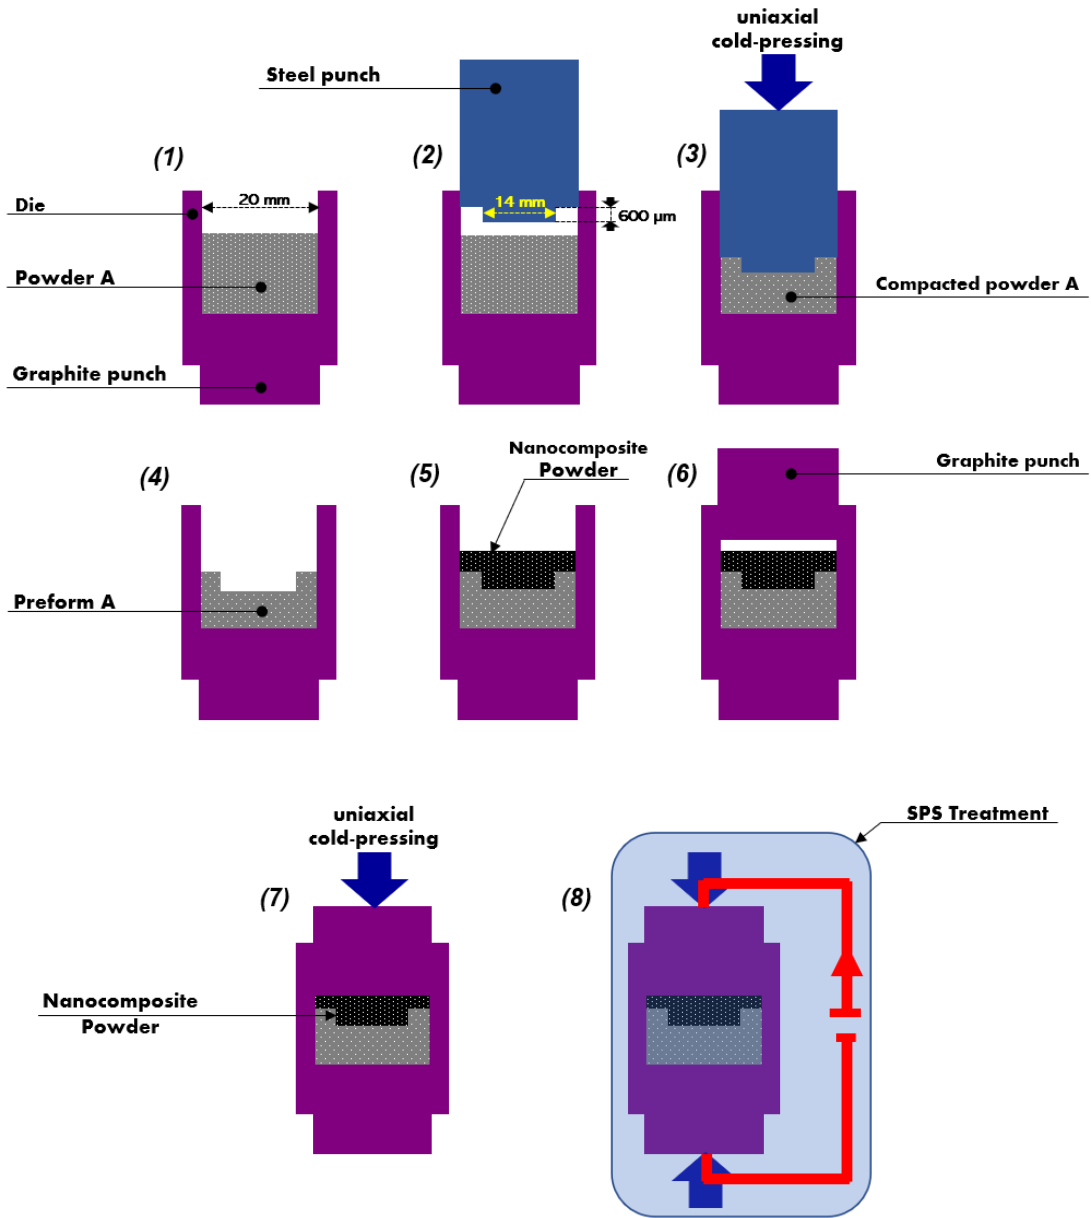 uniaxial
cold-pressing
Steel punch
(1)
(2)
(3)
Die
20 mm
14 mm
600 µm
Powder A
Compacted powder A
Graphite punch
Nanocomposite
Powder
(4)
(5)
(6)
Graphite punch
Preform A
uniaxial
cold-pressing
SPS Treatment
(7)
(8)
Nanocomposite
Powder